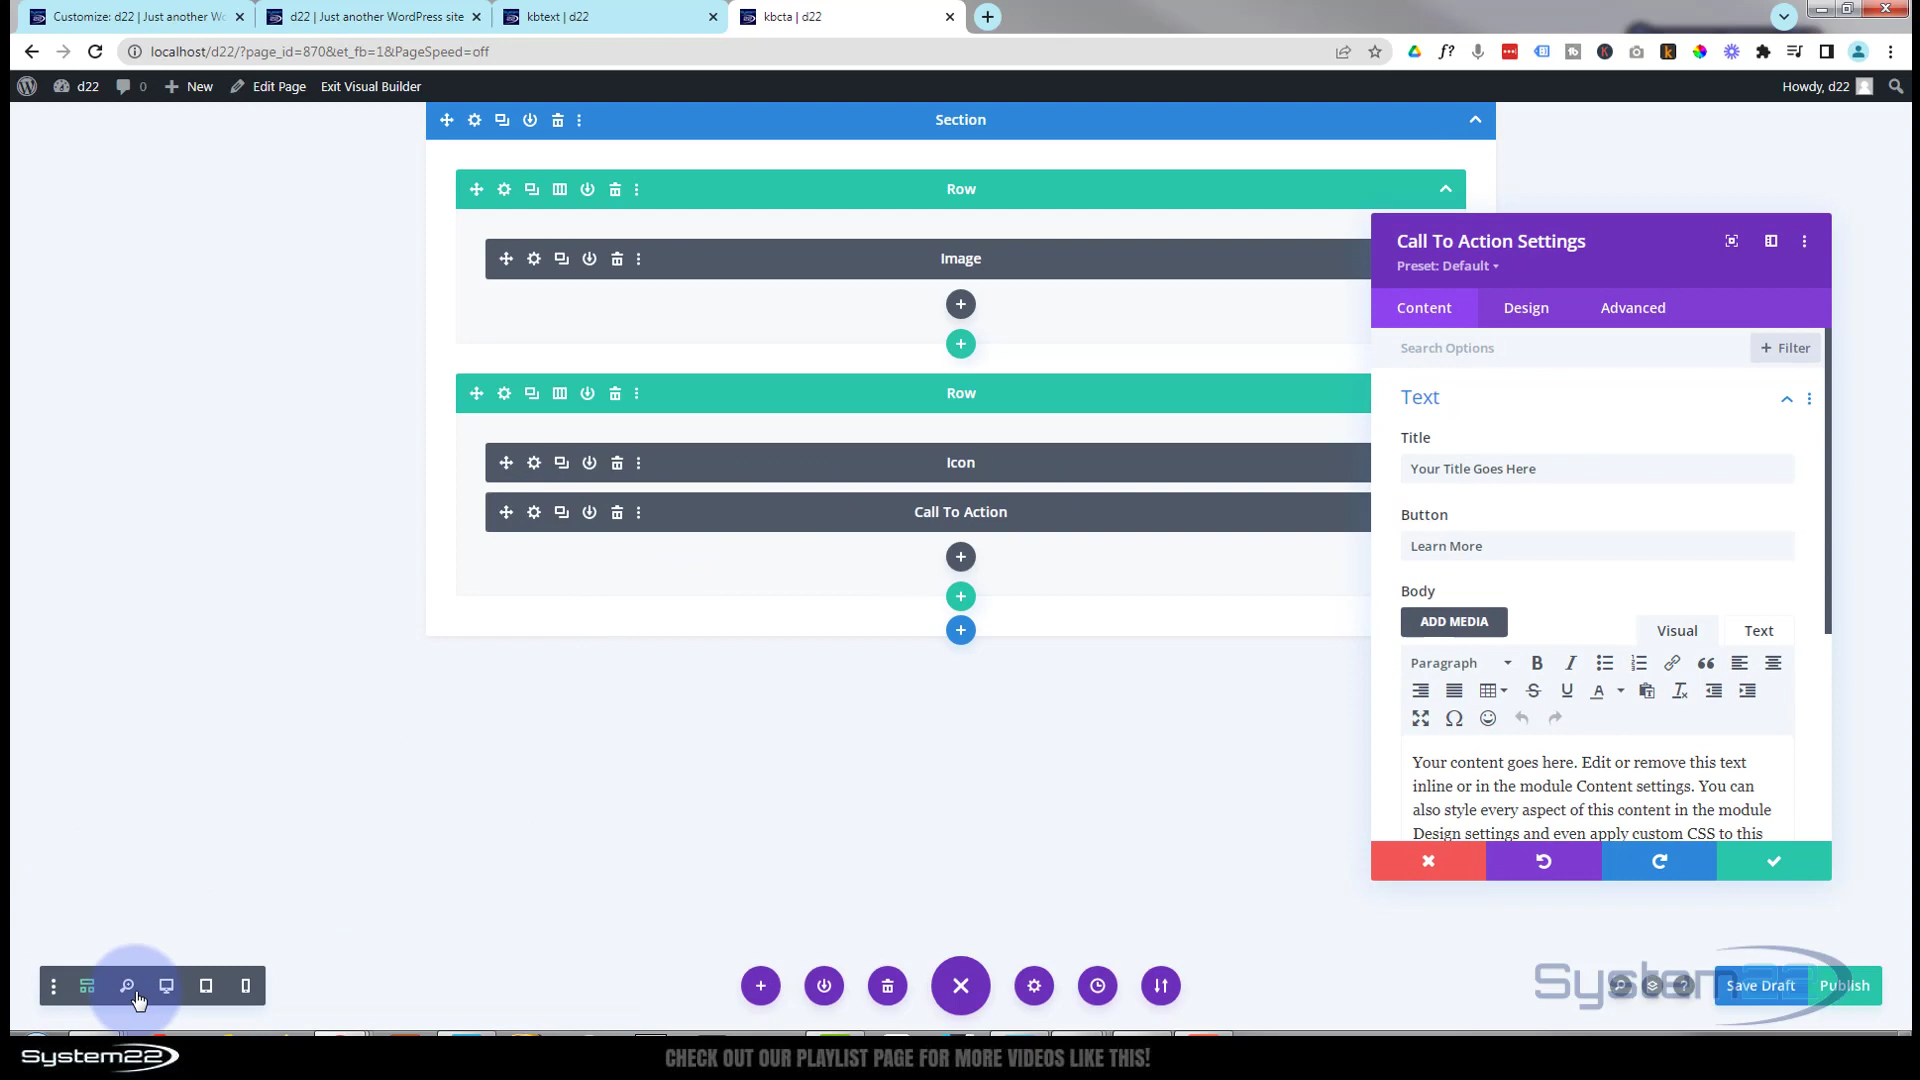 Customize: d22 | Just another Wo
d22 | Just another WordPress site
kbtext | d22
kbcta | d22
localhost/d22/?page_id=870&et_fb=1&PageSpeed=off
d22
0
New
Edit Page
Exit Visual Builder
Howdy, d22
Section
Row
Image
Row
Icon
Call To Action
Call To Action Settings
Preset: Default
Content
Design
Advanced
Search Options
+ Filter
Text
Title
Your Title Goes Here
Button
Learn More
Body
ADD MEDIA
Visual
Text
Paragraph
Your content goes here. Edit or remove this text
inline or in the module Content settings. You can
also style every aspect of this content in the module
Design settings and even apply custom CSS to this
System22
Save Draft
Publish
System22
CHECK OUT OUR PLAYLIST PAGE FOR MORE VIDEOS LIKE THIS!